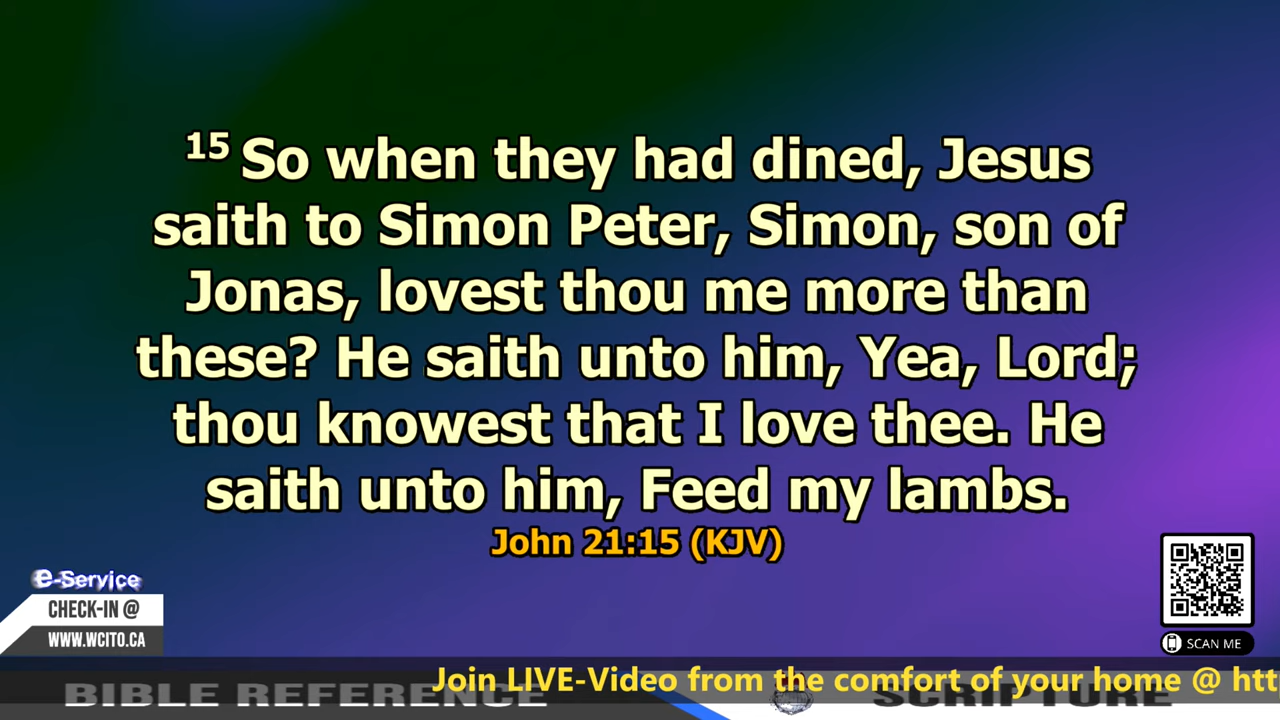 15 So when they had dined, Jesus
saith to Simon Peter, Simon, son of
Jonas, lovest thou me more than
these? He saith unto him, Yea, Lord;
thou knowest that I love thee. He
saith unto him, Feed my lambs.
John 21:15 (KJV)
e-Service
CHECK-IN @
WWW.WCITO.CA
SCAN ME
Join LIVE-Video from the comfort of your home @ htt
BIBLE REFERENCE SCRIPTURE